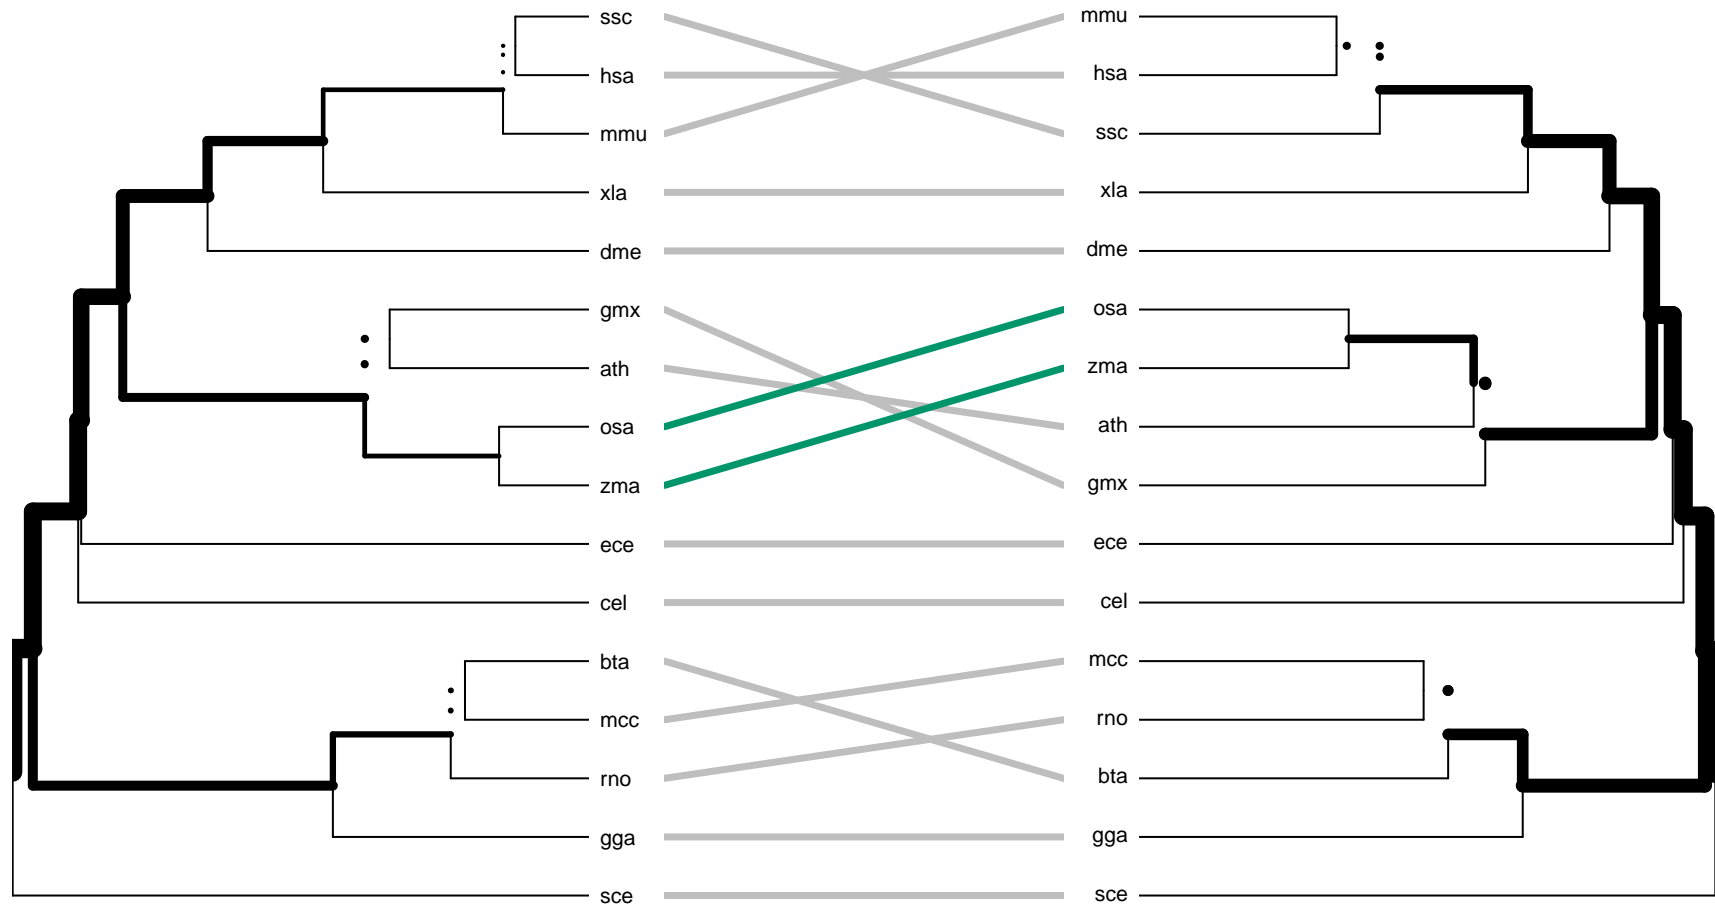 ssc mmu
hsa hsa
mmu ssc
xla xla
dme dme
gmx osa
ath zma
osa ath
zma gmx
ece ece
cel cel
bta mcc
mcc rno
rno bta
gga gga
sce sce